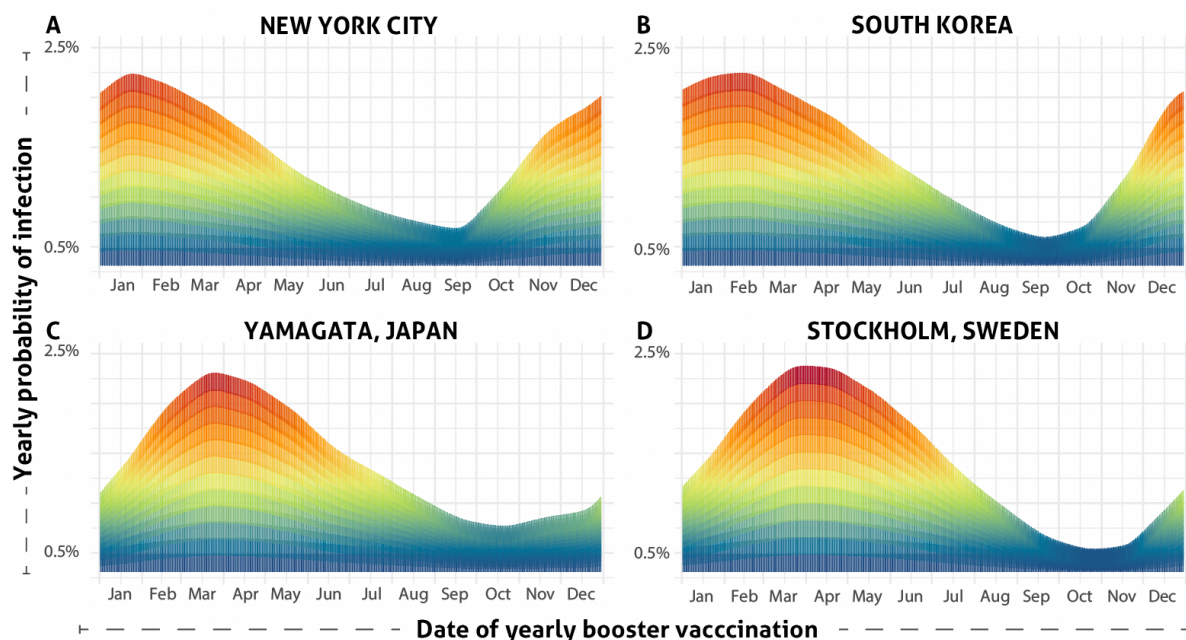 A
NEW YORK CITY
B
SOUTH KOREA
2.5%
2.5%
0.5%
0.5%
Jan Feb Mar Apr May Jun Jul Aug Sep Oct Nov Dec
Jan Feb Mar Apr May Jun Jul Aug Sep Oct Nov Dec
C
YAMAGATA, JAPAN
D
STOCKHOLM, SWEDEN
2.5%
2.5%
0.5%
0.5%
Jan Feb Mar Apr May Jun Jul Aug Sep Oct Nov Dec
Jan Feb Mar Apr May Jun Jul Aug Sep Oct Nov Dec
Yearly probability of infection
Date of yearly booster vacccination